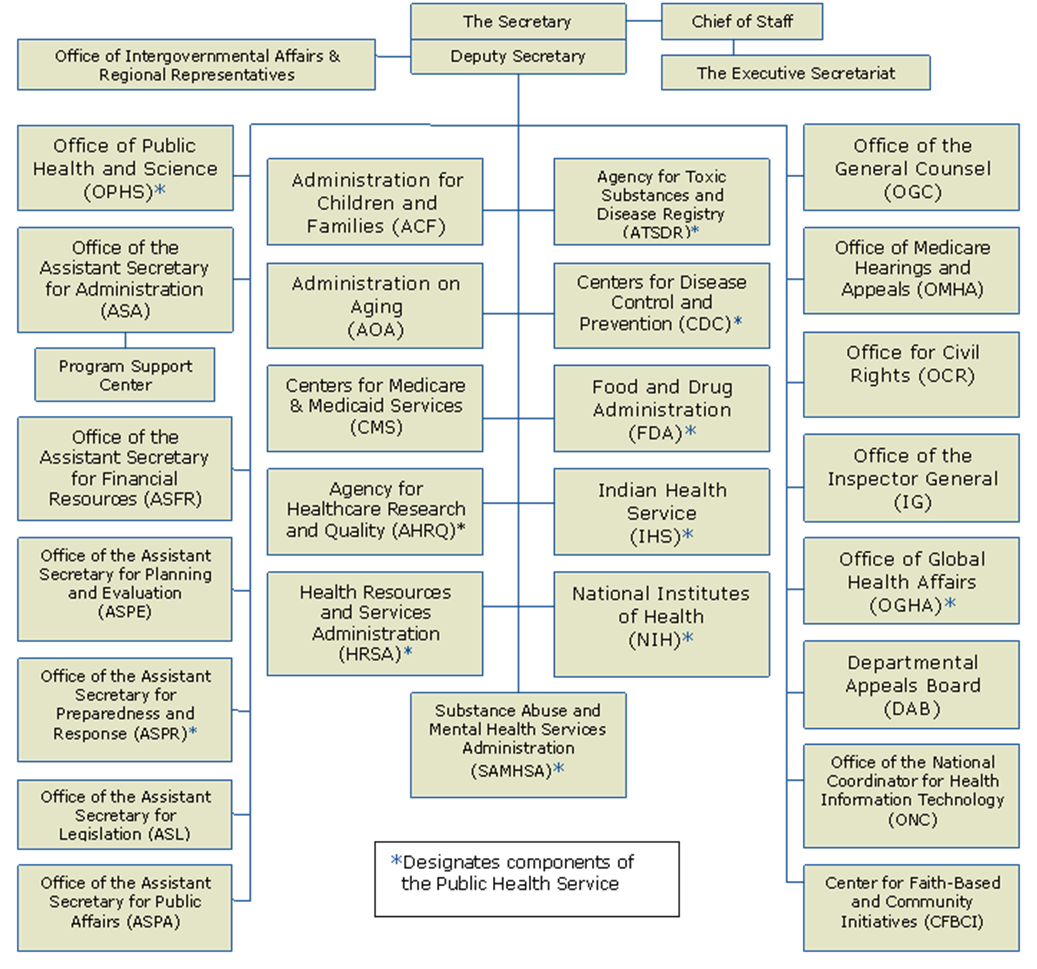 The Secretary
Chief of Staff
Deputy Secretary
Office of Intergovernmental Affairs &
Regional Representatives
The Executive Secretariat
Office of Public
Health and Science
(OPHS)*
Office of the
Assistant Secretary
for Administration
(ASA)
Program Support
Center
Office of the
Assistant Secretary
for Financial
Resources (ASFR)
Office of the Assistant
Secretary for Planning
and Evaluation
(ASPE)
Office of the Assistant
Secretary for
Preparedness and
Response (ASPR)*
Office of the Assistant
Secretary for
Legislation (ASL)
Office of the Assistant
Secretary for Public
Affairs (ASPA)
Administration for
Children and
Families (ACF)
Administration on
Aging
(AOA)
Centers for Medicare
& Medicaid Services
(CMS)
Agency for
Healthcare Research
and Quality (AHRQ)*
Health Resources
and Services
Administration
(HRSA)*
Agency for Toxic
Substances and
Disease Registry
(ATSDR)*
Centers for Disease
Control and
Prevention (CDC)*
Food and Drug
Administration
(FDA)*
Indian Health
Service
(IHS)*
National Institutes
of Health
(NIH)*
Substance Abuse and
Mental Health Services
Administration
(SAMHSA)*
Office of the
General Counsel
(OGC)
Office of Medicare
Hearings and
Appeals (OMHA)
Office for Civil
Rights (OCR)
Office of the
Inspector General
(IG)
Office of Global
Health Affairs
(OGHA)*
Departmental
Appeals Board
(DAB)
Office of the National
Coordinator for Health
Information Technology
(ONC)
Center for Faith-Based
and Community
Initiatives (CFBCI)
*Designates components of
the Public Health Service